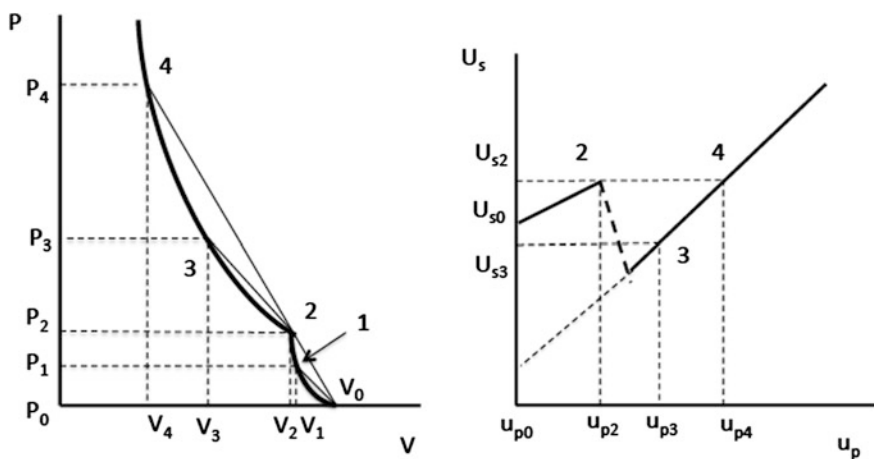 P
4
P₄
P₃
3
P₂
2
1
P₁
V₀
P₀
V₄
V₃
V₂
V₁
V
Uₛ
Uₛ₂
2
4
Uₛ₀
Uₛ₃
3
uₚ₀
uₚ₂
uₚ₃
uₚ₄
uₚ